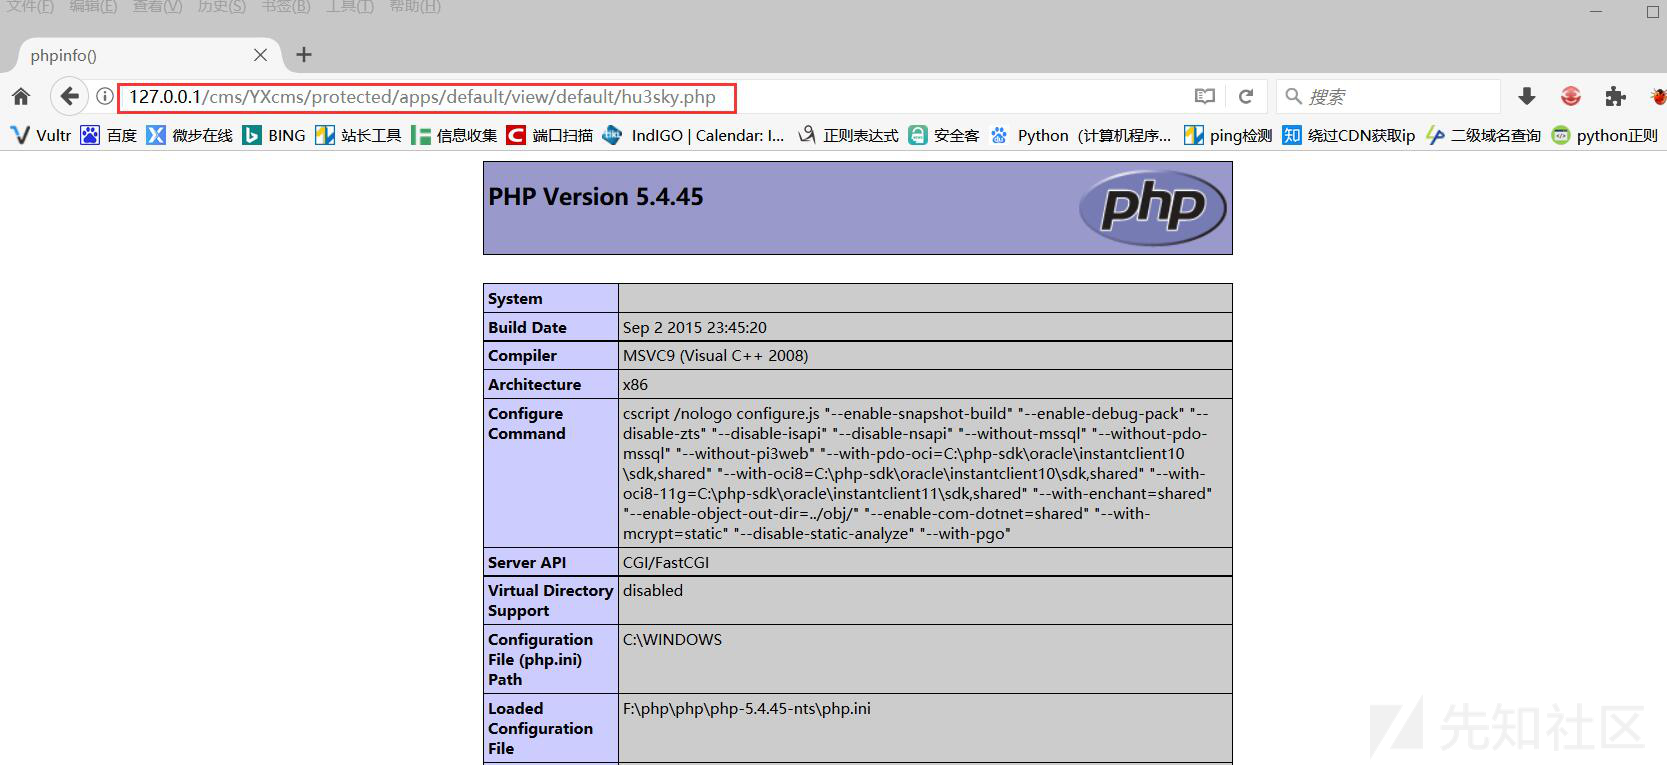 文件(F) 编辑(E) 查看(V) 历史(S) 书签(B) 工具(T) 帮助(H)
phpinfo()
127.0.0.1/cms/YXcms/protected/apps/default/view/default/hu3sky.php
搜索
Vultr 百度 微步在线 BING 站长工具 信息收集 端口扫描 IndIGO | Calendar: I... 正则表达式 安全客 Python（计算机程序... ping检测 绕过CDN获取ip 二级域名查询 python正则
PHP Version 5.4.45
php
System
Build Date Sep 2 2015 23:45:20
Compiler MSVC9 (Visual C++ 2008)
Architecture x86
Configure Command
cscript /nologo configure.js "--enable-snapshot-build" "--enable-debug-pack" "--
disable-zts" "--disable-isapi" "--disable-nsapi" "--without-mssql" "--without-pdo-
mssql" "--without-pi3web" "--with-pdo-oci=C:\php-sdk\oracle\instantclient10
\sdk,shared" "--with-oci8=C:\php-sdk\oracle\instantclient10\sdk,shared" "--with-
oci8-11g=C:\php-sdk\oracle\instantclient11\sdk,shared" "--with-enchant=shared"
"--enable-object-out-dir=../obj/" "--enable-com-dotnet=shared" "--with-
mcrypt=static" "--disable-static-analyze" "--with-pgo"
Server API CGI/FastCGI
Virtual Directory disabled
Support
Configuration C:\WINDOWS
File (php.ini)
Path
Loaded F:\php\php\php-5.4.45-nts\php.ini
Configuration
File
先知社区